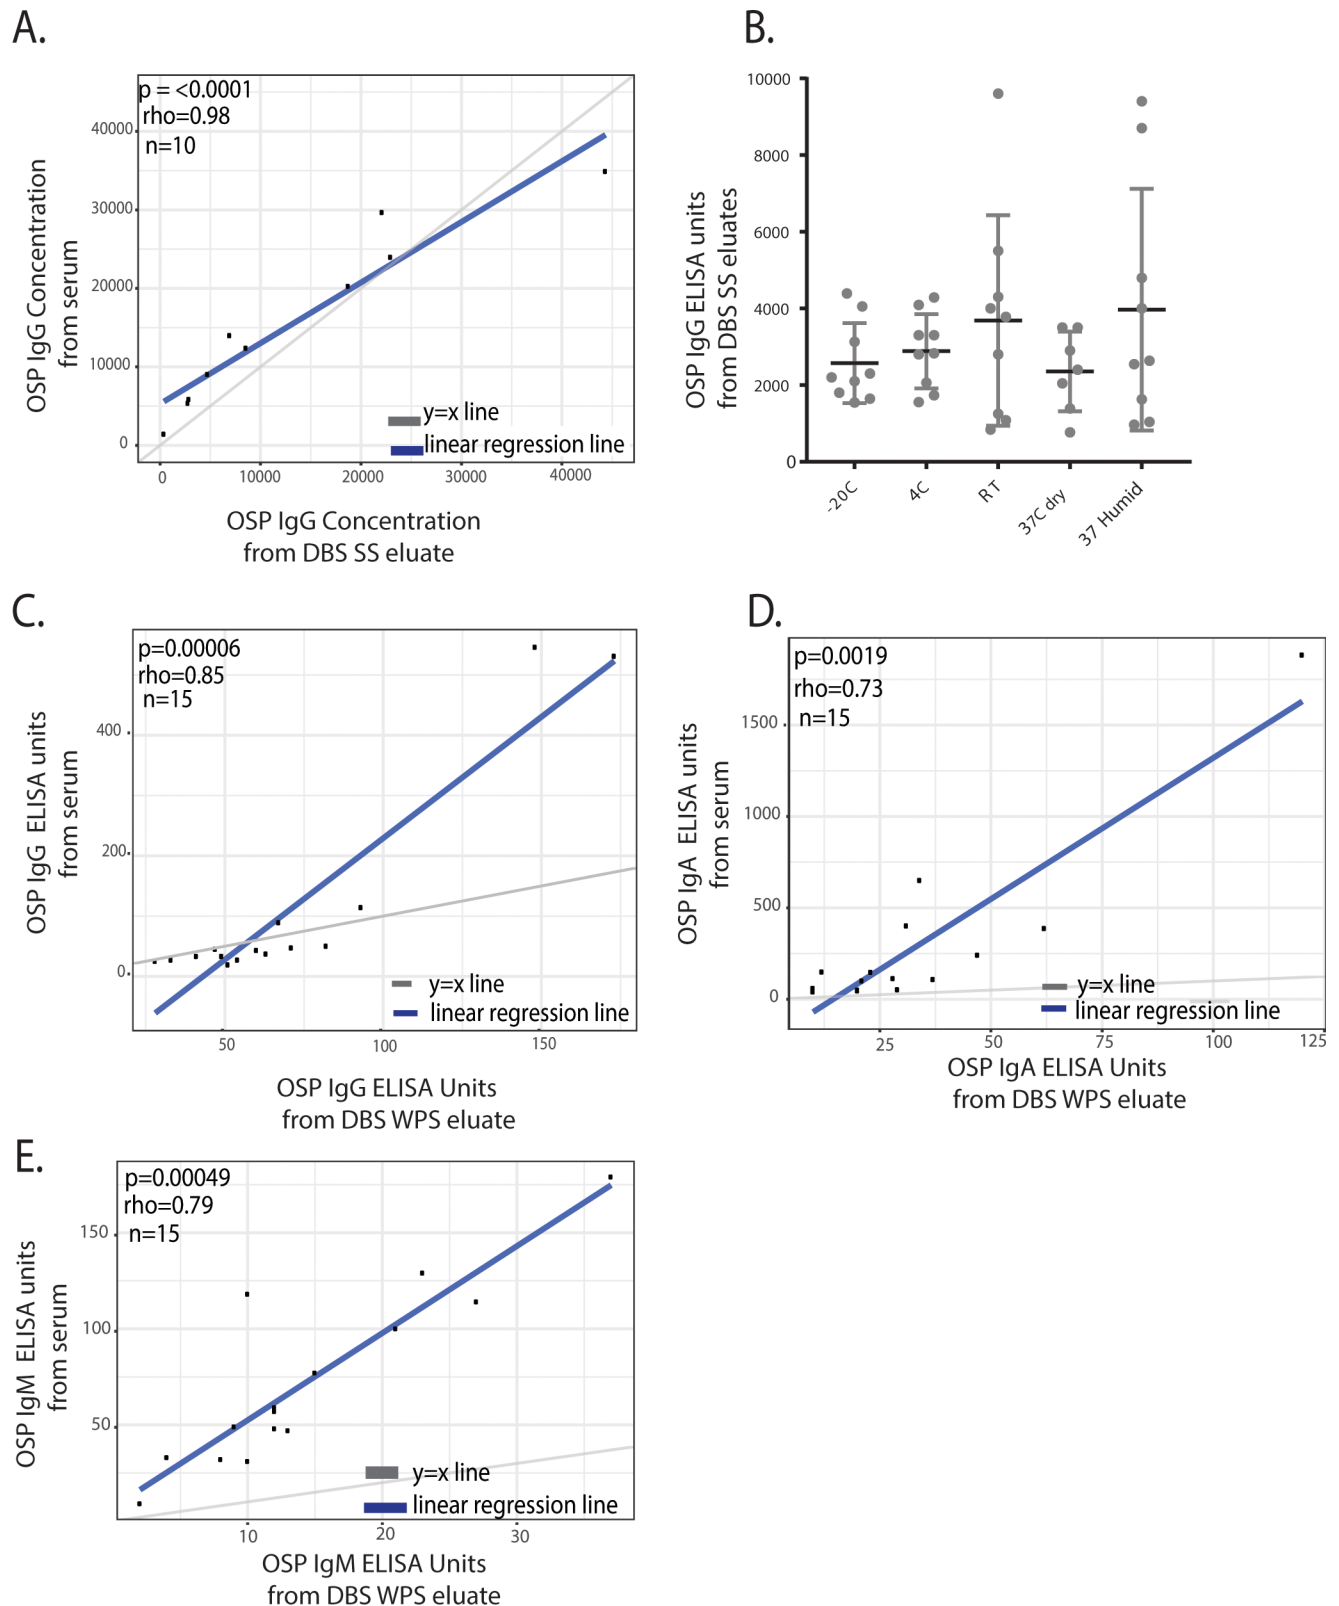 A.
p = <0.0001
rho=0.98
n=10
40000
30000
20000
10000
0
OSP IgG Concentration
from serum
y=x line
linear regression line
0 10000 20000 30000 40000
OSP IgG Concentration
from DBS SS eluate
B.
10000
8000
6000
4000
2000
0
OSP IgG ELISA units
from DBS SS eluates
-20C 4C RT 37C dry 37 Humid
C.
p=0.00006
rho=0.85
n=15
400
200
0
OSP IgG ELISA units
from serum
y=x line
linear regression line
50 100 150
OSP IgG ELISA Units
from DBS WPS eluate
D.
p=0.0019
rho=0.73
n=15
1500
1000
500
0
OSP IgA ELISA units
from serum
y=x line
linear regression line
25 50 75 100 125
OSP IgA ELISA Units
from DBS WPS eluate
E.
p=0.00049
rho=0.79
n=15
150
100
50
OSP IgM ELISA units
from serum
y=x line
linear regression line
10 20 30
OSP IgM ELISA Units
from DBS WPS eluate